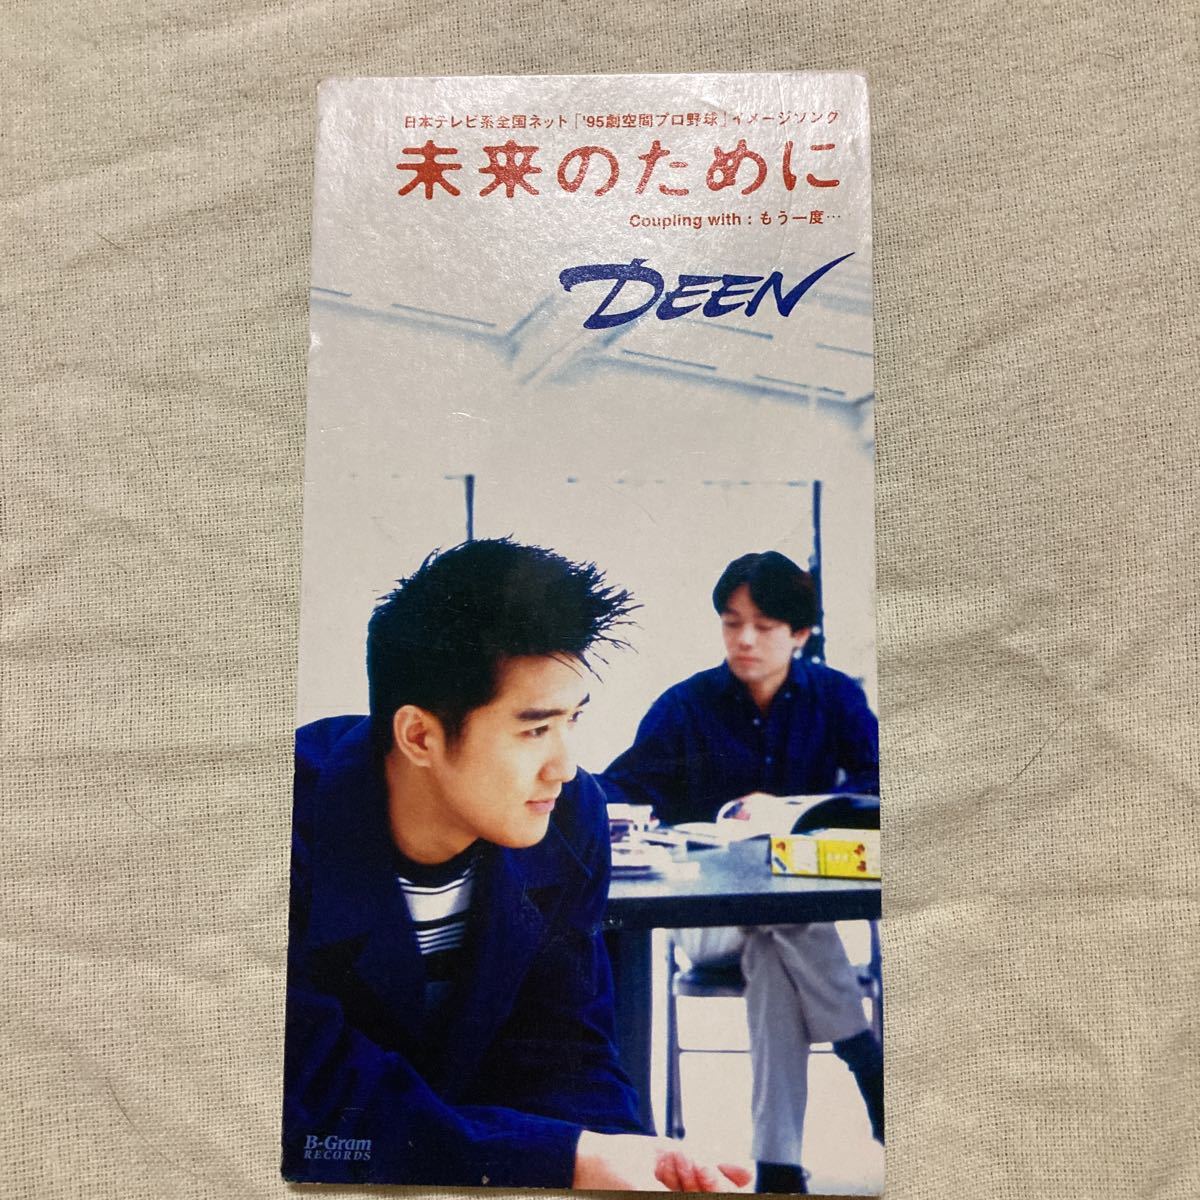 日本テレビ系全国ネット「'95劇空間プロ野球」イメージソング
未来のために
Coupling with : もう一度…
DEEN
B-Gram
RECORDS